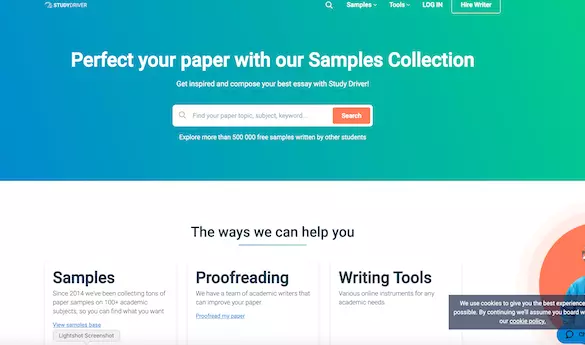 STUDYDRIVER
Samples
Tools
LOG IN
Hire Writer
Perfect your paper with our Samples Collection
Get inspired and compose your best essay with Study Driver!
Find your paper topic, subject, keyword...
Search
Explore more than 500 000 free samples written by other students
The ways we can help you
Samples
Since 2014 we've been collecting tons of
paper samples on 100+ academic
subjects, so you can find what you want
View samples base
Lightshot Screenshot
Proofreading
We have a team of academic writers that
can improve your paper.
Proofread my paper
Writing Tools
Various online instruments for any
academic needs.
We use cookies to give you the best experience
possible. By continuing we'll assume you board w
our cookie policy.